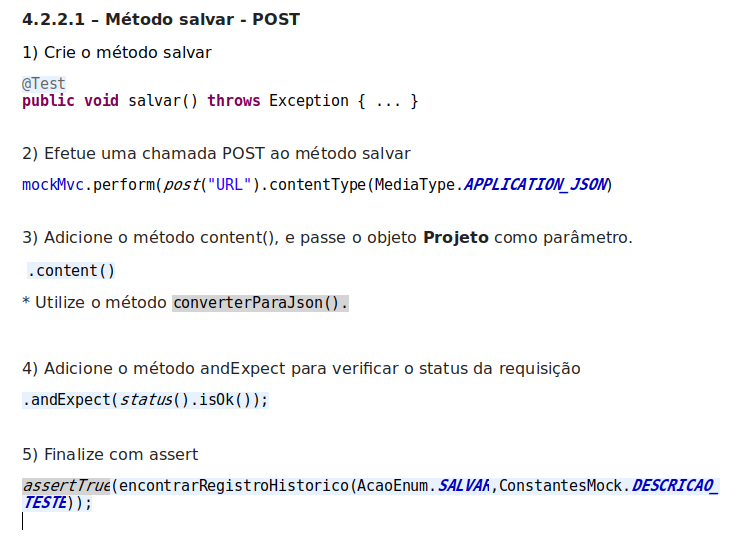 4.2.2.1 – Método salvar - POST
1) Crie o método salvar
@Test
public void salvar() throws Exception { ... }
2) Efetue uma chamada POST ao método salvar
mockMvc.perform(post("URL").contentType(MediaType.APPLICATION_JSON)
3) Adicione o método content(), e passe o objeto Projeto como parâmetro.
.content()
* Utilize o método converterParaJson().
4) Adicione o método andExpect para verificar o status da requisição
.andExpect(status().isOk());
5) Finalize com assert
assertTrue(encontrarRegistroHistorico(AcaoEnum.SALVAR,ConstantesMock.DESCRICAO_
TESTE));